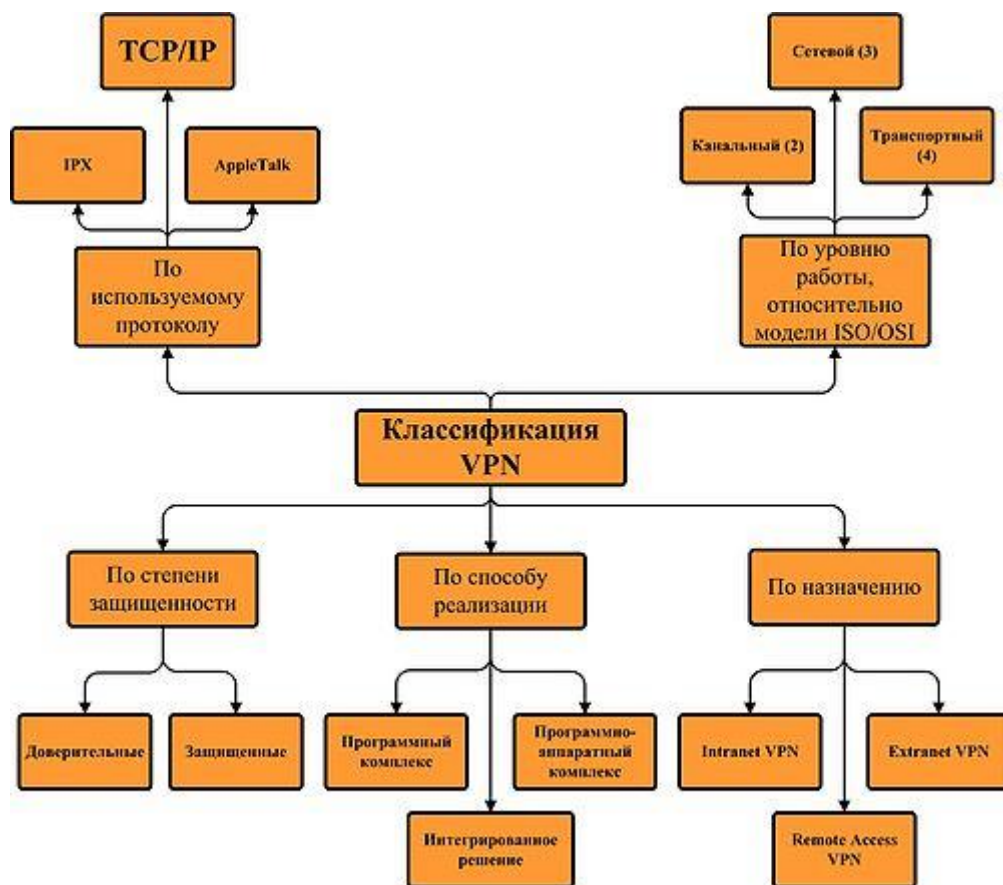 TCP/IP
Сетевой (3)
IPX
AppleTalk
Канальный (2)
Транспортный
(4)
По
используемому
протоколу
По уровню
работы,
относительно
модели ISO/OSI
Классификация
VPN
По степени
защищенности
По способу
реализации
По назначению
Доверительные
Защищенные
Программный
комплекс
Программно-
аппаратный
комплекс
Intranet VPN
Extranet VPN
Интегрированное
решение
Remote Access
VPN